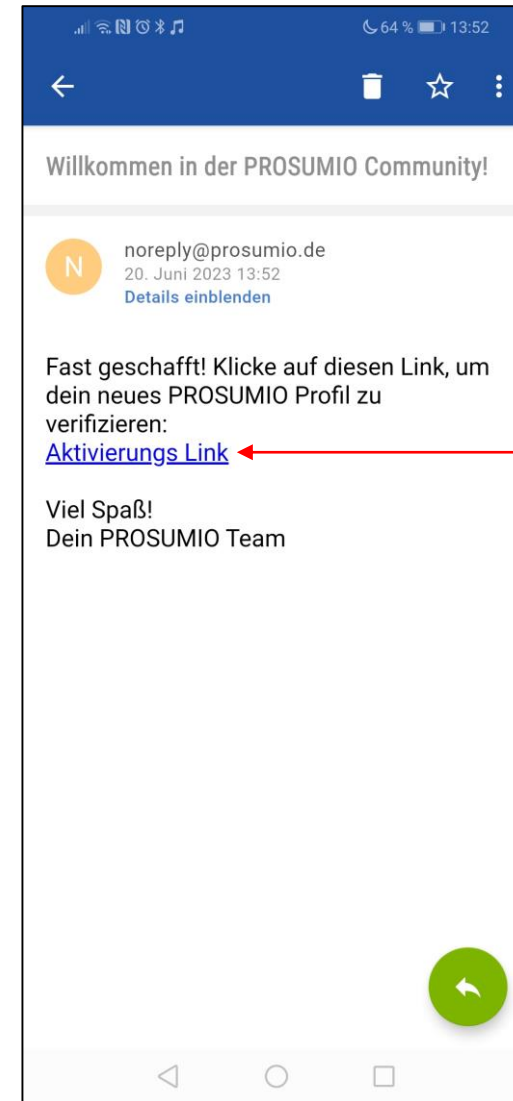 64 % 13:52
Willkommen in der PROSUMIO Community!
N
noreply@prosumio.de
20. Juni 2023 13:52
Details einblenden
Fast geschafft! Klicke auf diesen Link, um
dein neues PROSUMIO Profil zu
verifizieren:
Aktivierungs Link
Viel Spaß!
Dein PROSUMIO Team